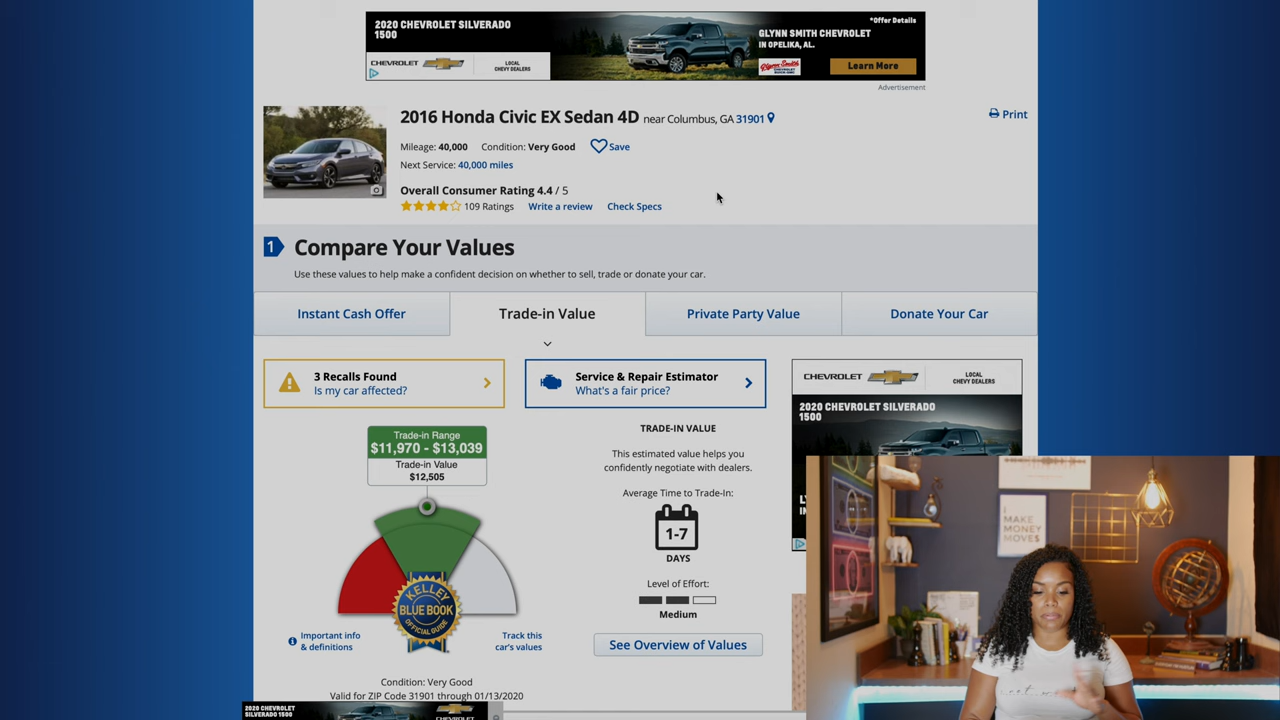 2020 CHEVROLET SILVERADO
1500
CHEVROLET
LOCAL
CHEVY DEALERS
*Offer Details
GLYNN SMITH CHEVROLET
IN OPELIKA, AL.
Learn More
Advertisement
2016 Honda Civic EX Sedan 4D near Columbus, GA 31901
Print
Mileage: 40,000 Condition: Very Good Save
Next Service: 40,000 miles
Overall Consumer Rating 4.4 / 5
109 Ratings Write a review Check Specs
1 Compare Your Values
Use these values to help make a confident decision on whether to sell, trade or donate your car.
Instant Cash Offer Trade-in Value Private Party Value Donate Your Car
3 Recalls Found
Is my car affected?
Service & Repair Estimator
What's a fair price?
CHEVROLET
LOCAL
CHEVY DEALERS
2020 CHEVROLET SILVERADO
1500
Trade-in Range
$11,970 - $13,039
Trade-in Value
$12,505
KELLEY
BLUE BOOK
OFFICIAL GUIDE
Important info
& definitions
Track this
car's values
Condition: Very Good
Valid for ZIP Code 31901 through 01/13/2020
TRADE-IN VALUE
This estimated value helps you
confidently negotiate with dealers.
Average Time to Trade-In:
1-7
DAYS
Level of Effort:
Medium
See Overview of Values
I MAKE
MONEY
MOVES
2020 CHEVROLET
SILVERADO 1500
CHEVROLET